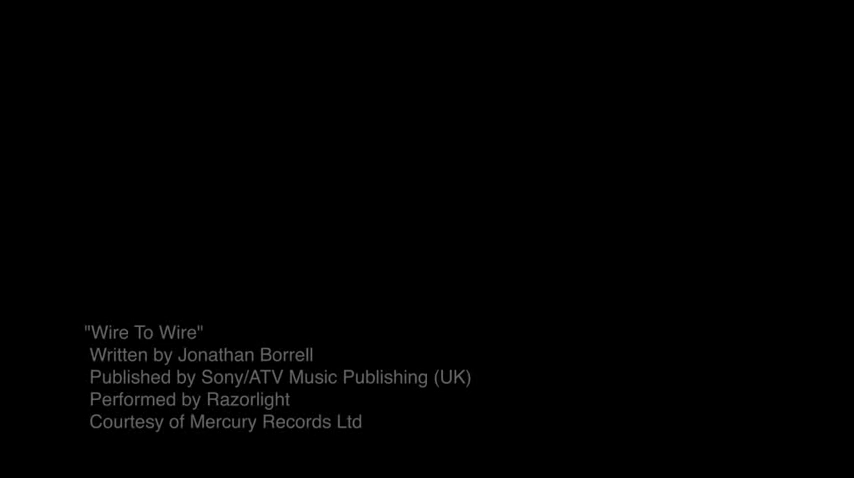 "Wire To Wire"
Written by Jonathan Borrell
Published by Sony/ATV Music Publishing (UK)
Performed by Razorlight
Courtesy of Mercury Records Ltd